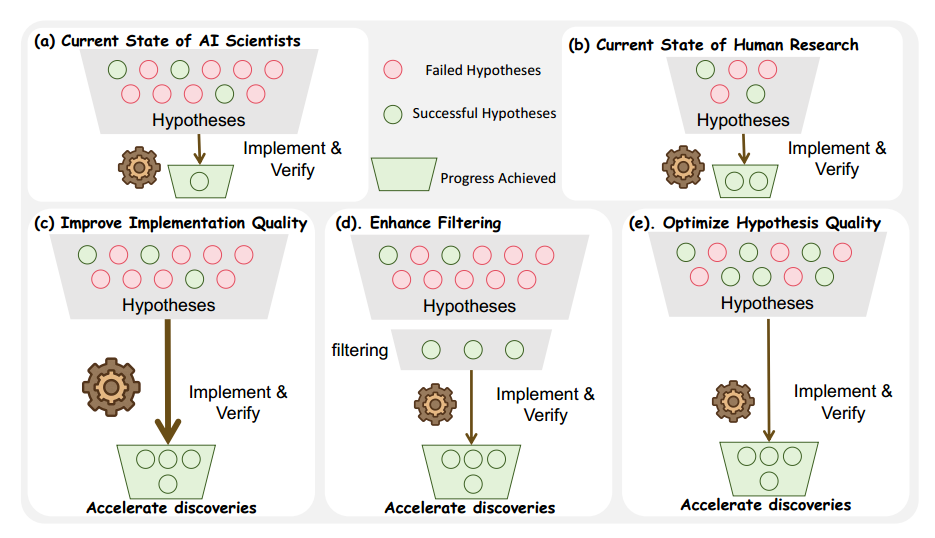 (a) Current State of AI Scientists
Hypotheses
Implement &
Verify
Failed Hypotheses
Successful Hypotheses
Progress Achieved
(b) Current State of Human Research
Hypotheses
Implement &
Verify
(c) Improve Implementation Quality
Hypotheses
Implement &
Verify
Accelerate discoveries
(d). Enhance Filtering
Hypotheses
filtering
Implement &
Verify
Accelerate discoveries
(e). Optimize Hypothesis Quality
Hypotheses
Implement &
Verify
Accelerate discoveries